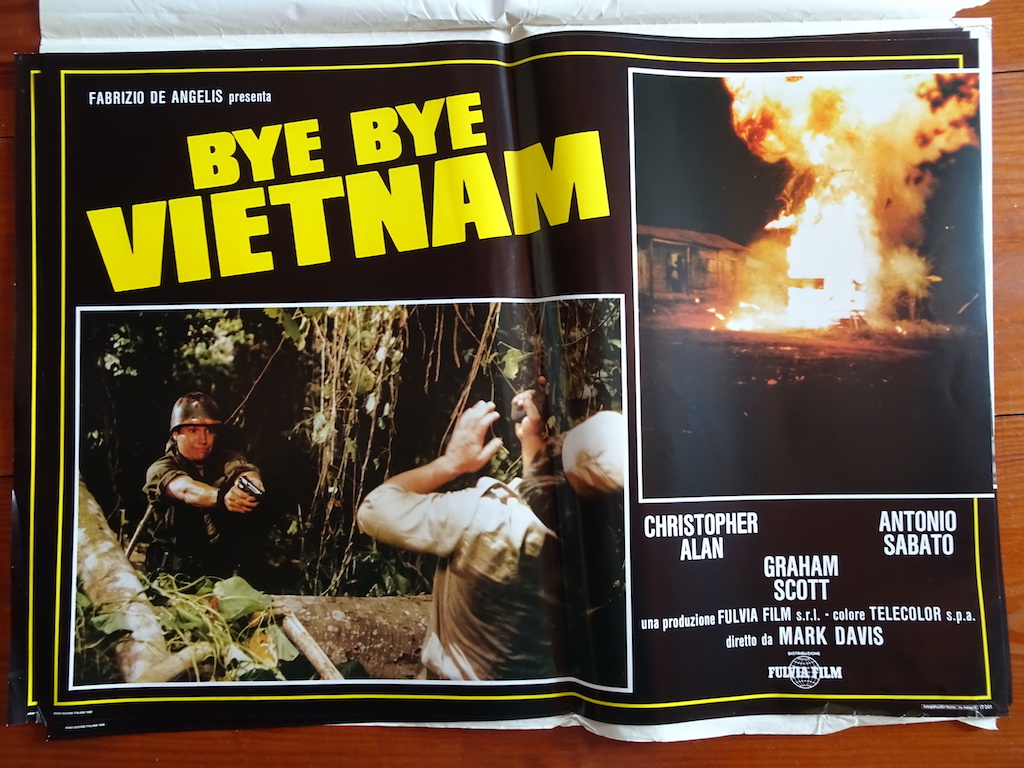 FABRIZIO DE ANGELIS presenta
BYE BYE
VIETNAM
CHRISTOPHER
ALAN
ANTONIO
SABATO
GRAHAM
SCOTT
una produzione FULVIA FILM s.r.l. - colore TELECOLOR s.p.a.
diretto da MARK DAVIS
DISTRIBUZIONE
FULVIA FILM